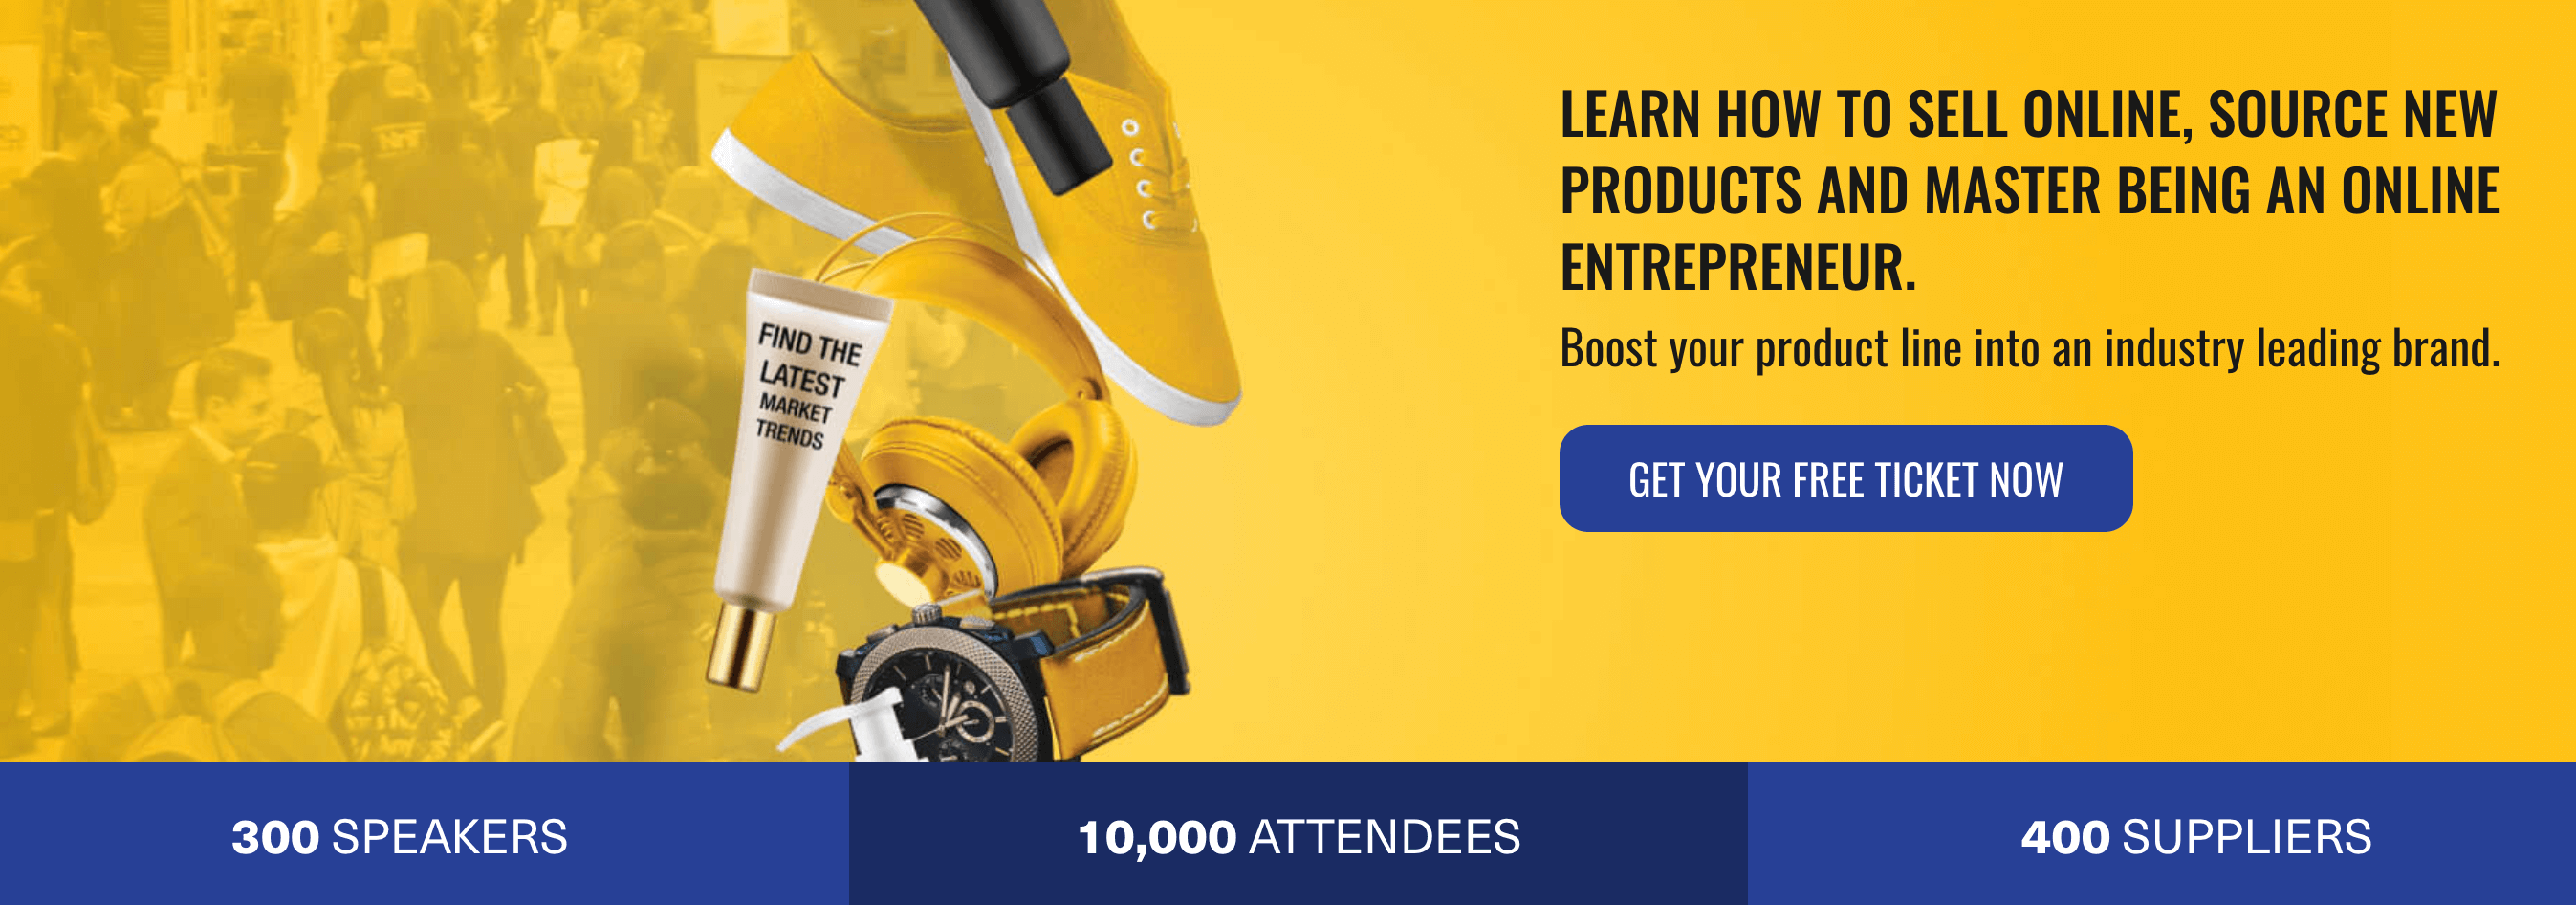 LEARN HOW TO SELL ONLINE, SOURCE NEW
PRODUCTS AND MASTER BEING AN ONLINE
ENTREPRENEUR.
Boost your product line into an industry leading brand.
GET YOUR FREE TICKET NOW
FIND THE
LATEST
MARKET
TRENDS
300 SPEAKERS
10,000 ATTENDEES
400 SUPPLIERS